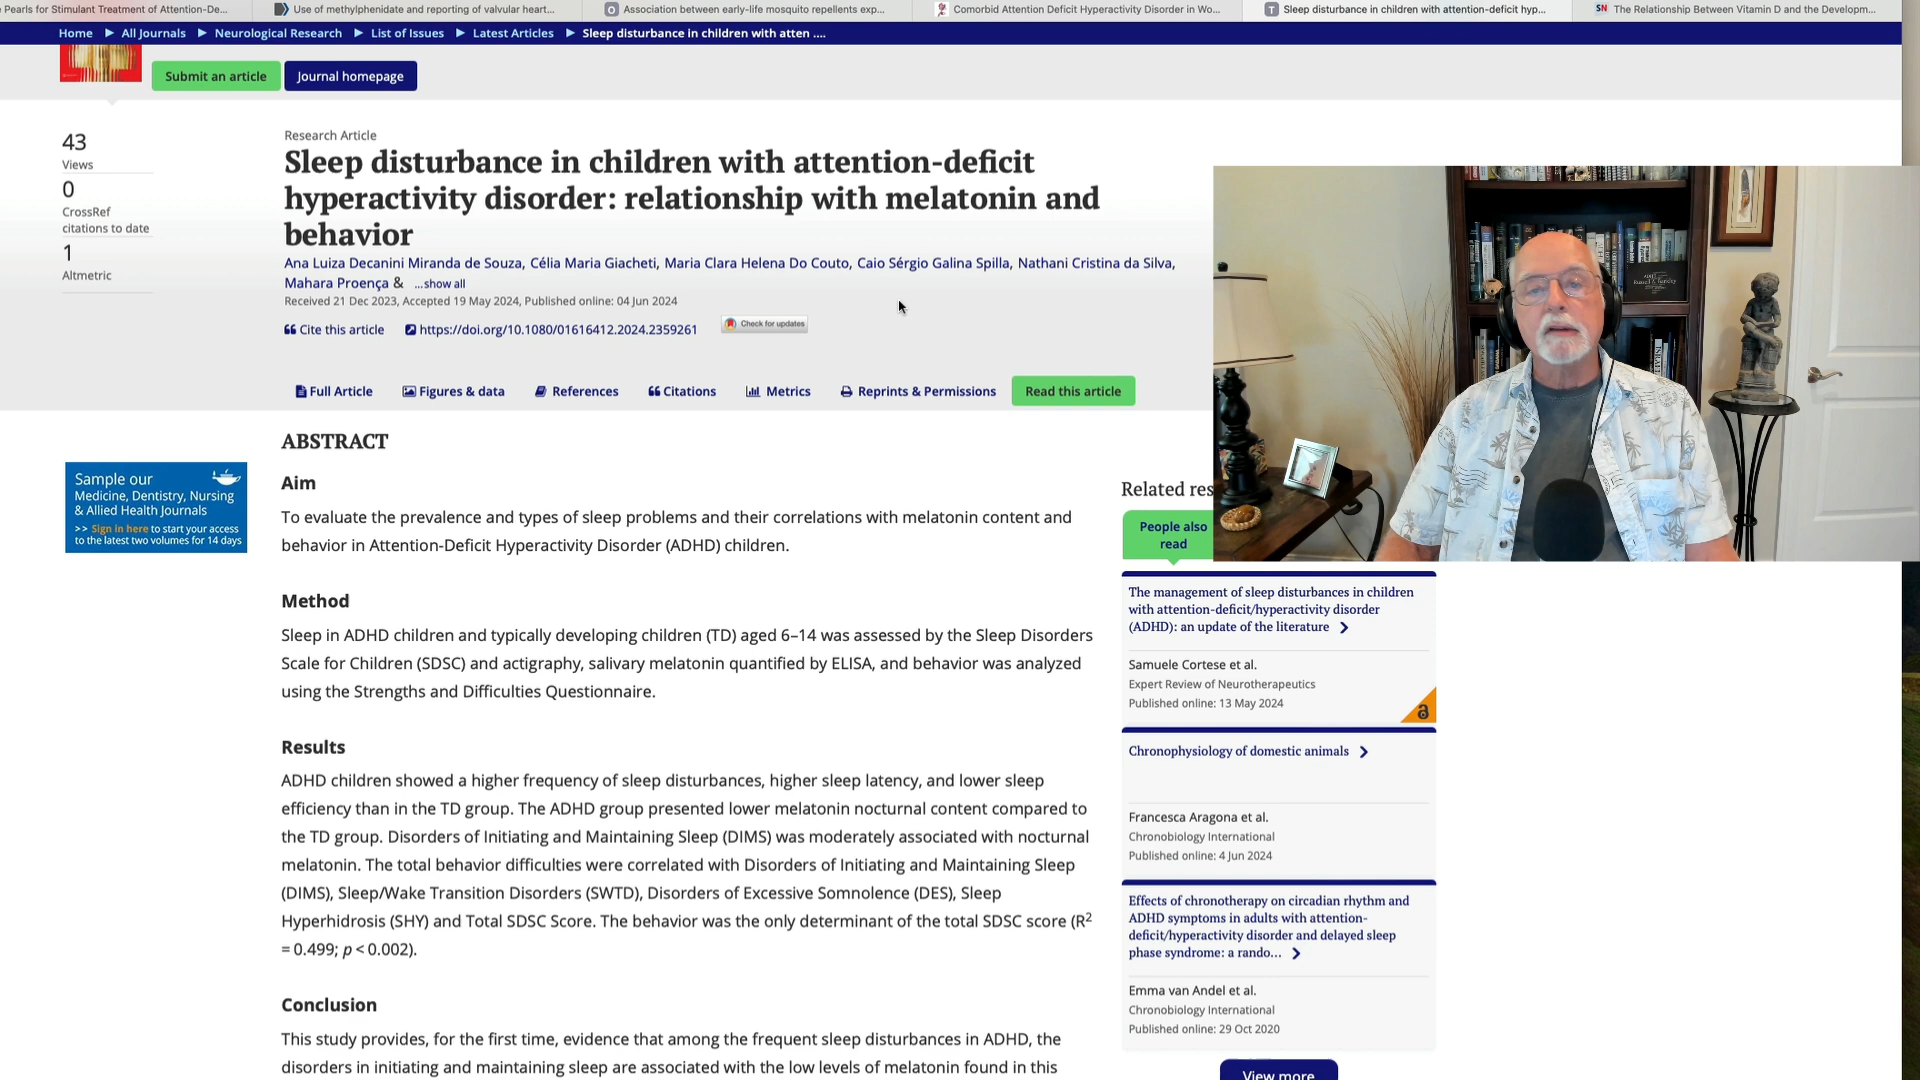 e Pearls for Stimulant Treatment of Attention-De...
Use of methylphenidate and reporting of valvular heart...
Association between early-life mosquito repellents exp...
Comorbid Attention Deficit Hyperactivity Disorder in Wo...
Sleep disturbance in children with attention-deficit hyp...
SN The Relationship Between Vitamin D and the Developm...
Home ▶ All Journals ▶ Neurological Research ▶ List of Issues ▶ Latest Articles ▶ Sleep disturbance in children with atten ....
Submit an article
Journal homepage
43
Views
0
CrossRef
citations to date
1
Altmetric
Research Article
Sleep disturbance in children with attention-deficit
hyperactivity disorder: relationship with melatonin and
behavior
Ana Luiza Decanini Miranda de Souza, Célia Maria Giacheti, Maria Clara Helena Do Couto, Caio Sérgio Galina Spilla, Nathani Cristina da Silva,
Mahara Proença & ...show all
Received 21 Dec 2023, Accepted 19 May 2024, Published online: 04 Jun 2024
Cite this article
https://doi.org/10.1080/01616412.2024.2359261
Check for updates
Full Article
Figures & data
References
Citations
Metrics
Reprints & Permissions
Read this article
Sample our
Medicine, Dentistry, Nursing
& Allied Health Journals
>> Sign in here to start your access
to the latest two volumes for 14 days
ABSTRACT
Aim
To evaluate the prevalence and types of sleep problems and their correlations with melatonin content and
behavior in Attention-Deficit Hyperactivity Disorder (ADHD) children.
Method
Sleep in ADHD children and typically developing children (TD) aged 6–14 was assessed by the Sleep Disorders
Scale for Children (SDSC) and actigraphy, salivary melatonin quantified by ELISA, and behavior was analyzed
using the Strengths and Difficulties Questionnaire.
Results
ADHD children showed a higher frequency of sleep disturbances, higher sleep latency, and lower sleep
efficiency than in the TD group. The ADHD group presented lower melatonin nocturnal content compared to
the TD group. Disorders of Initiating and Maintaining Sleep (DIMS) was moderately associated with nocturnal
melatonin. The total behavior difficulties were correlated with Disorders of Initiating and Maintaining Sleep
(DIMS), Sleep/Wake Transition Disorders (SWTD), Disorders of Excessive Somnolence (DES), Sleep
Hyperhidrosis (SHY) and Total SDSC Score. The behavior was the only determinant of the total SDSC score (R²
= 0.499; p < 0.002).
Conclusion
This study provides, for the first time, evidence that among the frequent sleep disturbances in ADHD, the
disorders in initiating and maintaining sleep are associated with the low levels of melatonin found in this
Related res
People also
read
The management of sleep disturbances in children
with attention-deficit/hyperactivity disorder
(ADHD): an update of the literature
Samuele Cortese et al.
Expert Review of Neurotherapeutics
Published online: 13 May 2024
Chronophysiology of domestic animals
Francesca Aragona et al.
Chronobiology International
Published online: 4 Jun 2024
Effects of chronotherapy on circadian rhythm and
ADHD symptoms in adults with attention-
deficit/hyperactivity disorder and delayed sleep
phase syndrome: a rando...
Emma van Andel et al.
Chronobiology International
Published online: 29 Oct 2020
View more